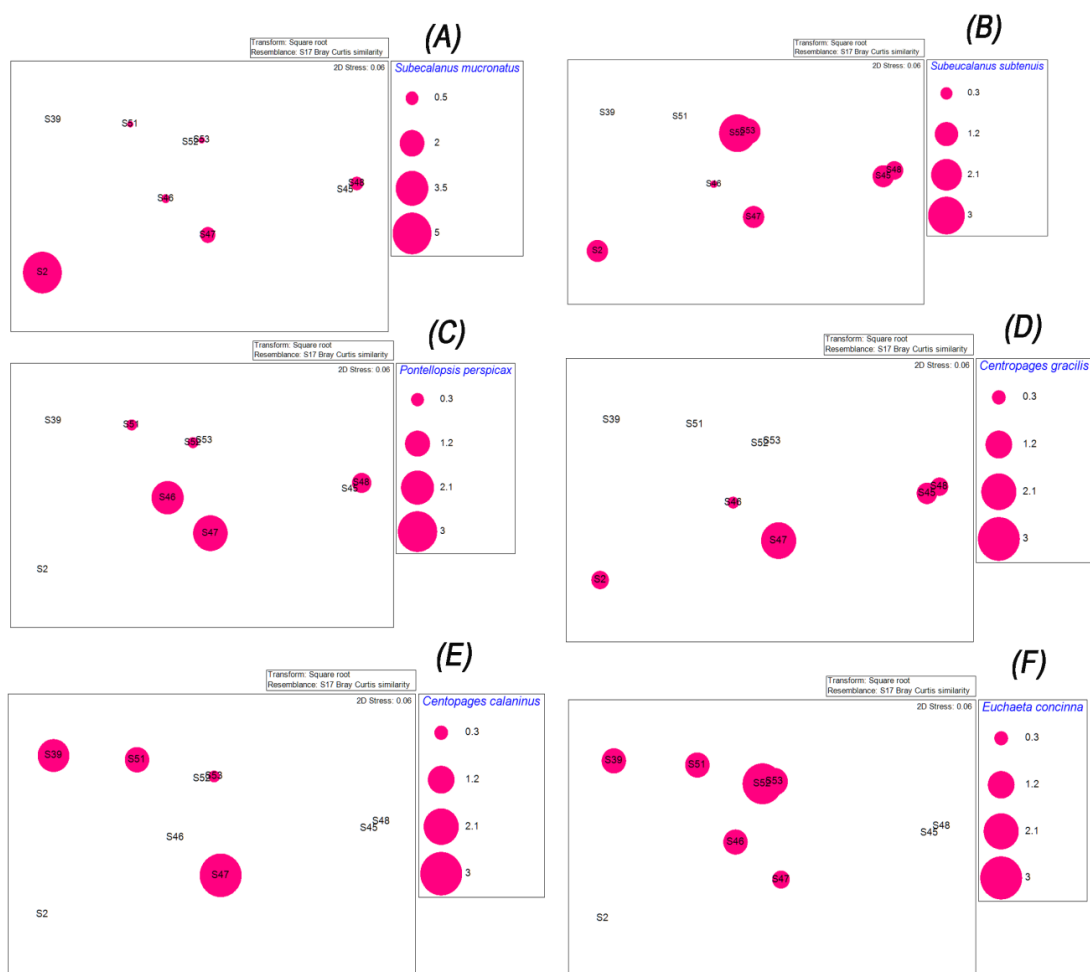 (A)
Transform: Square root
Resemblance: S17 Bray Curtis similarity
2D Stress: 0.06
Subecalanus mucronatus
0.5
2
3.5
5
S39
S51
S52
S53
S48
S45
S46
S47
S2
(B)
Transform: Square root
Resemblance: S17 Bray Curtis similarity
2D Stress: 0.06
Subeucalanus subtenuis
0.3
1.2
2.1
3
S39
S51
S52
S53
S48
S45
S46
S47
S2
(C)
Transform: Square root
Resemblance: S17 Bray Curtis similarity
2D Stress: 0.06
Pontellopsis perspicax
0.3
1.2
2.1
3
S39
S51
S52
S53
S48
S45
S46
S47
S2
(D)
Transform: Square root
Resemblance: S17 Bray Curtis similarity
2D Stress: 0.06
Centropages gracilis
0.3
1.2
2.1
3
S39
S51
S52
S53
S48
S45
S46
S47
S2
(E)
Transform: Square root
Resemblance: S17 Bray Curtis similarity
2D Stress: 0.06
Centopages calaninus
0.3
1.2
2.1
3
S39
S51
S52
S53
S48
S45
S46
S47
S2
(F)
Transform: Square root
Resemblance: S17 Bray Curtis similarity
2D Stress: 0.06
Euchaeta concinna
0.3
1.2
2.1
3
S39
S51
S52
S53
S48
S45
S46
S47
S2